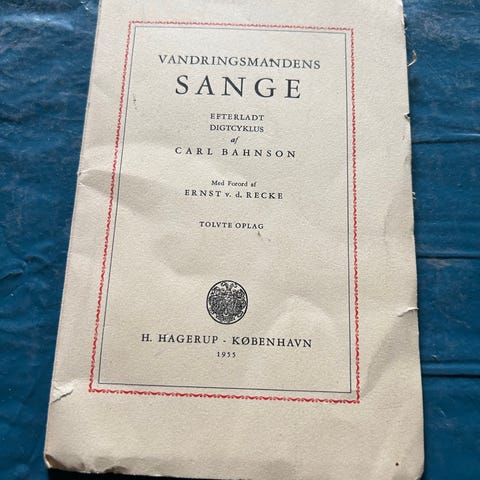 VANDRINGSMANDENS
SANGE
EFTERLADT
DIGTCYKLUS
af
CARL BAHNSON
Med Forord af
ERNST v. d. RECKE
TOLVTE OPLAG
H. HAGERUP - KØBENHAVN
1955